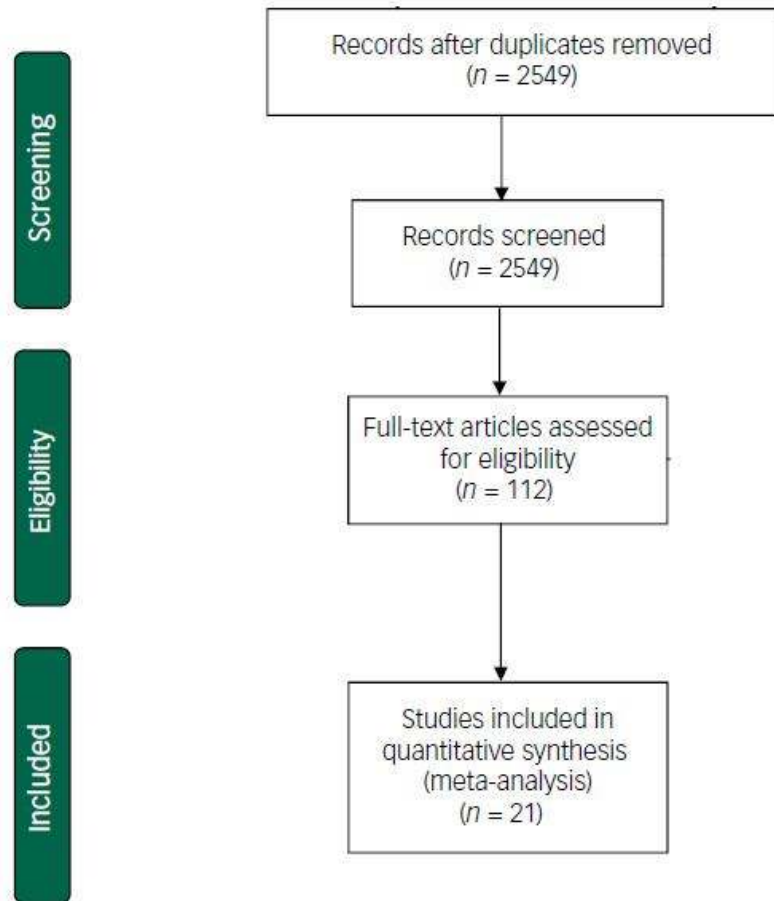 Records after duplicates removed
(n = 2549)
Screening
Records screened
(n = 2549)
Eligibility
Full-text articles assessed
for eligibility
(n = 112)
Included
Studies included in
quantitative synthesis
(meta-analysis)
(n = 21)